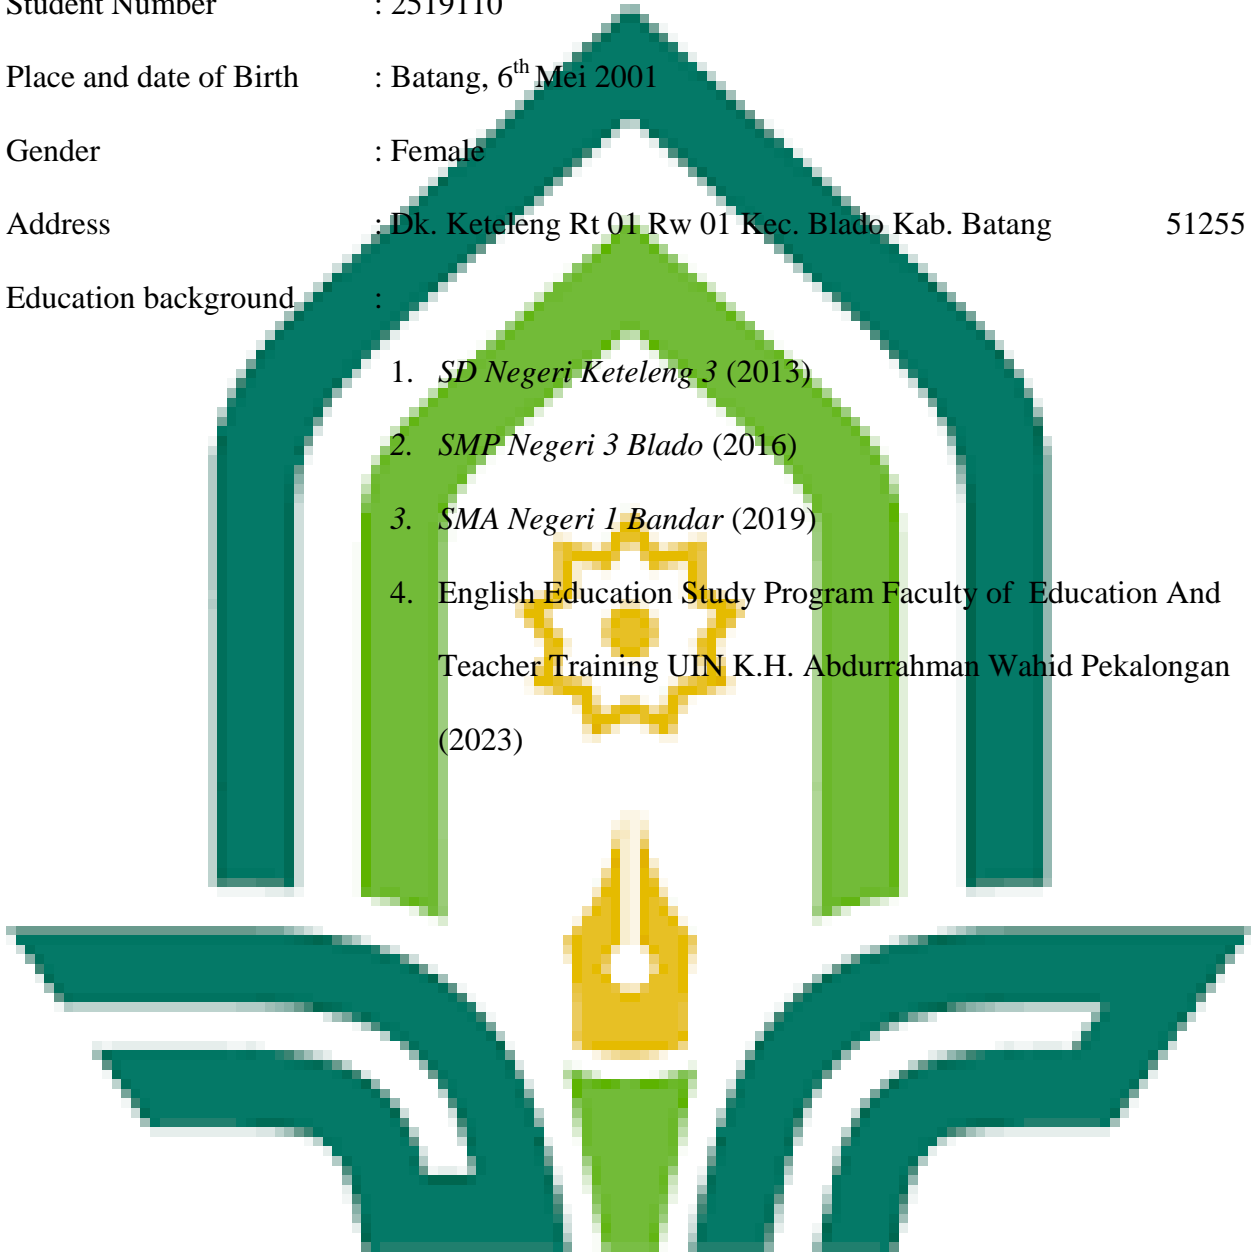 Student Number : 2519110
Place and date of Birth : Batang, 6th Mei 2001
Gender : Female
Address : Dk. Keteleng Rt 01 Rw 01 Kec. Blado Kab. Batang 51255
Education background :
1. SD Negeri Keteleng 3 (2013)
2. SMP Negeri 3 Blado (2016)
3. SMA Negeri 1 Bandar (2019)
4. English Education Study Program Faculty of Education And
Teacher Training UIN K.H. Abdurrahman Wahid Pekalongan
(2023)